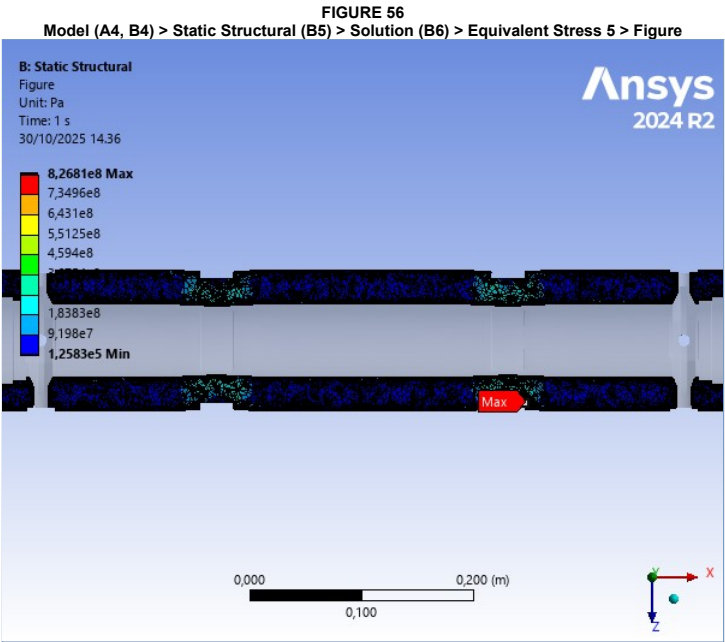 FIGURE 56
Model (A4, B4) > Static Structural (B5) > Solution (B6) > Equivalent Stress 5 > Figure
B: Static Structural
Figure
Unit: Pa
Time: 1 s
30/10/2025 14.36
Ansys
2024 R2
8,2681e8 Max
7,3496e8
6,431e8
5,5125e8
4,594e8
1,8383e8
9,198e7
1,2583e5 Min
Max
0,000
0,200 (m)
0,100
Y
X
Z